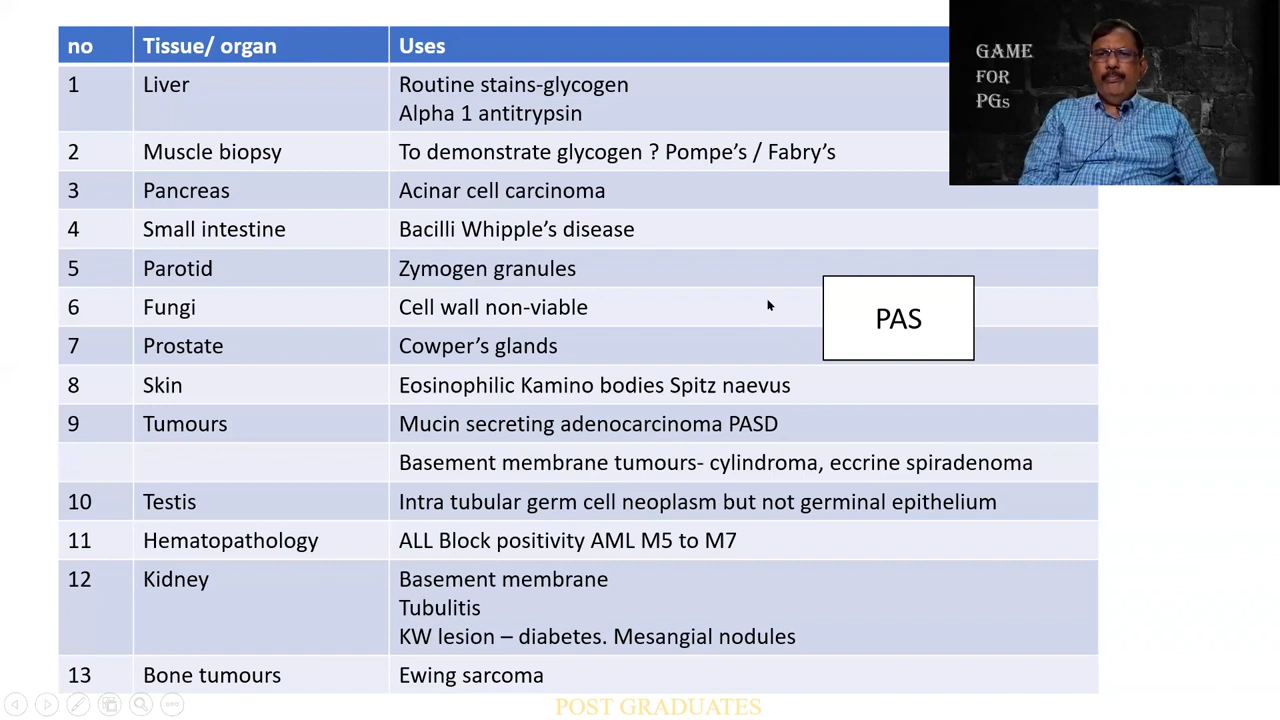 no Tissue/ organ Uses
1 Liver Routine stains-glycogen
Alpha 1 antitrypsin
2 Muscle biopsy To demonstrate glycogen ? Pompe's / Fabry's
3 Pancreas Acinar cell carcinoma
4 Small intestine Bacilli Whipple's disease
5 Parotid Zymogen granules
6 Fungi Cell wall non-viable
7 Prostate Cowper's glands
8 Skin Eosinophilic Kamino bodies Spitz naevus
9 Tumours Mucin secreting adenocarcinoma PASD
Basement membrane tumours- cylindroma, eccrine spiradenoma
10 Testis Intra tubular germ cell neoplasm but not germinal epithelium
11 Hematopathology ALL Block positivity AML M5 to M7
12 Kidney Basement membrane
Tubulitis
KW lesion – diabetes. Mesangial nodules
13 Bone tumours Ewing sarcoma
PAS
GAME
FOR
PGs
POST GRADUATES